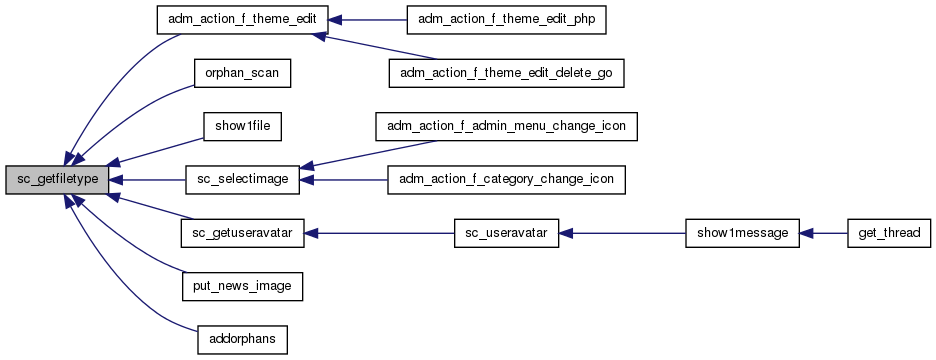 adm_action_f_theme_edit
adm_action_f_theme_edit_php
orphan_scan
adm_action_f_theme_edit_delete_go
show1file
adm_action_f_admin_menu_change_icon
sc_getfiletype
sc_selectimage
adm_action_f_category_change_icon
sc_getuseravatar
sc_useravatar
show1message
get_thread
put_news_image
addorphans